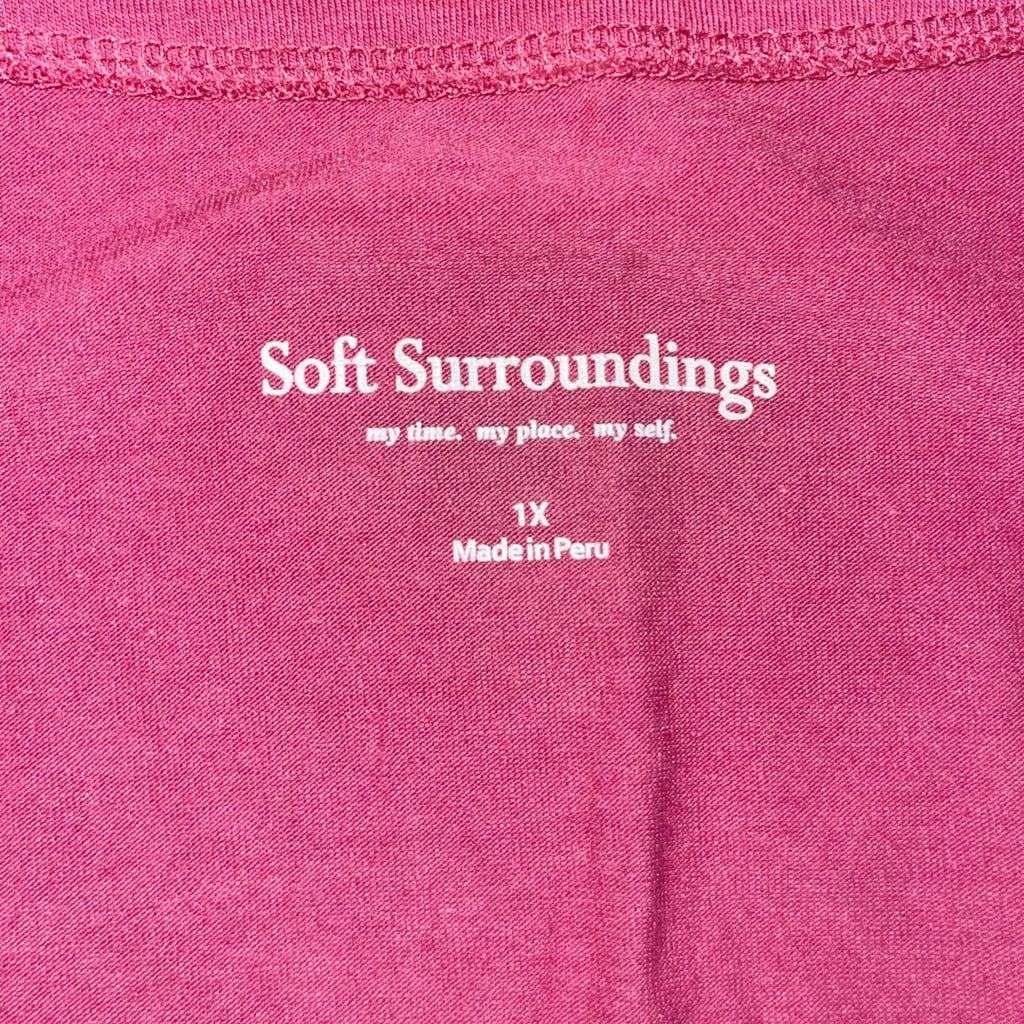 Soft Surroundings
my time. my place. my self.
1X
Made in Peru